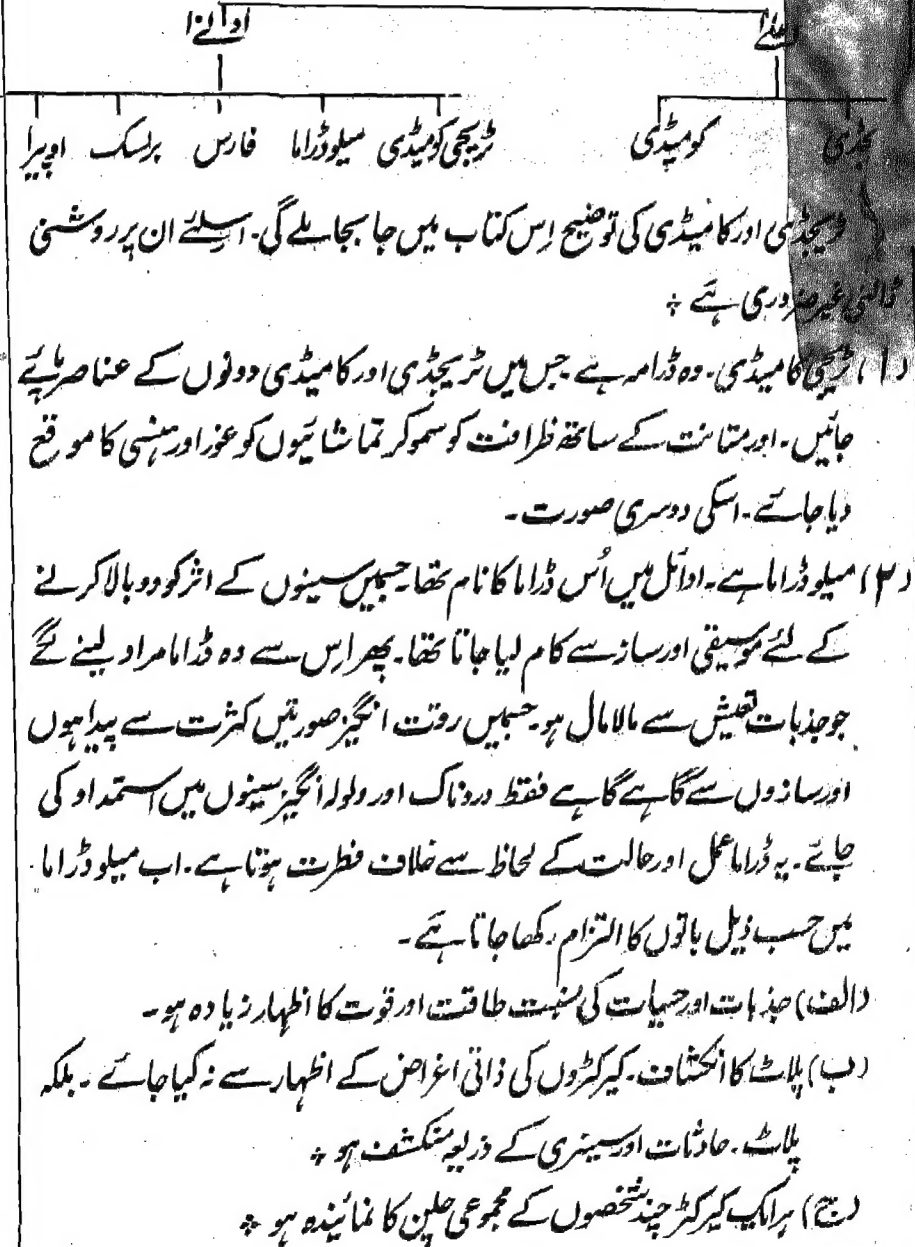 اعلےٰ ادنےٰ
ٹریجڈی کومیڈی ٹریجی کومیڈی میلوڈراما فارس برلسک اوپیرا
ٹریجڈی اور کامیڈی کی توضیح اِس کتاب میں جا بجا ملے گی۔ اسلئے ان پر روشنی
ڈالنی غیر ضروری ہَے ÷
(۱) ٹریجی کامیڈی۔ وہ ڈرامہ ہے جس میں ٹریجڈی اور کامیڈی دونوں کے عناصر پائے
جائیں۔ اور متانت کے ساتھ ظرافت کو سموکر تماشائیوں کو غور اور ہنسی کا موقع
دیا جائے۔ اسکی دوسری صورت۔
(۲) میلوڈراما ہے۔ اوائل میں اُس ڈراما کا نام تھا۔ جسمیں سینوں کے اثر کو دوبالا کرنے
کے لئے موسیقی اور ساز سے کام لیا جاتا تھا۔ پھر اِس سے وہ ڈراما مراد لینے لگے
جو جذبات تعیش سے مالامال ہو۔ جسمیں رقت انگیز صورتیں کثرت سے پیدا ہوں
اور سازوں سے گاہے گاہے فقط دردناک اور ولولہ انگیز سینوں میں استمداد کی
جائے۔ یہ ڈراما عمل اور حالت کے لحاظ سے خلاف فطرت ہوتا ہے۔ اب میلوڈراما
میں حسب ذیل باتوں کا التزام رکھا جاتا ہَے۔
(الف) جذبات اور حسیات کی نسبت طاقت اور قوت کا اظہار زیادہ ہو۔
(ب) پلاٹ کا انکشاف۔ کیرکٹروں کی ذاتی اغراض کے اظہار سے نہ کیا جائے۔ بلکہ
پلاٹ۔ حادثات اور سینری کے ذریعہ منکشف ہو ÷
(ج) ہر ایک کیرکٹر چند شخصوں کے مجموعی چلن کا نمائیندہ ہو ÷